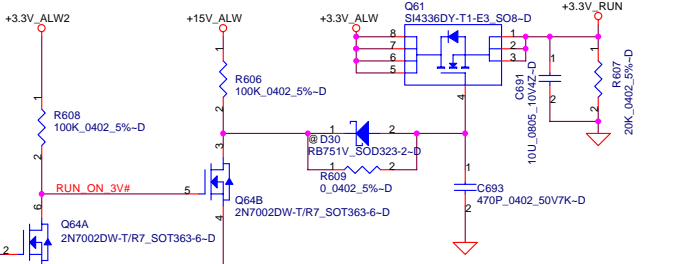 Q61
SI4336DY-T1-E3_SO8~D
+3.3V_ALW2
+15V_ALW
+3.3V_ALW
+3.3V_RUN
8
7
6
5
1
2
3
4
1
R606
100K_0402_5%~D
2
1
R608
100K_0402_5%~D
2
1
C691
10U_0805_10V4Z~D
2
1
R607
20K_0402_5%~D
2
@D30
1
2
RB751V_SOD323-2~D
1
2
R609
0_0402_5%~D
3
RUN_ON_3V#
5
Q64B
2N7002DW-T/R7_SOT363-6~D
4
1
C693
470P_0402_50V7K~D
2
6
Q64A
2N7002DW-T/R7_SOT363-6~D
2